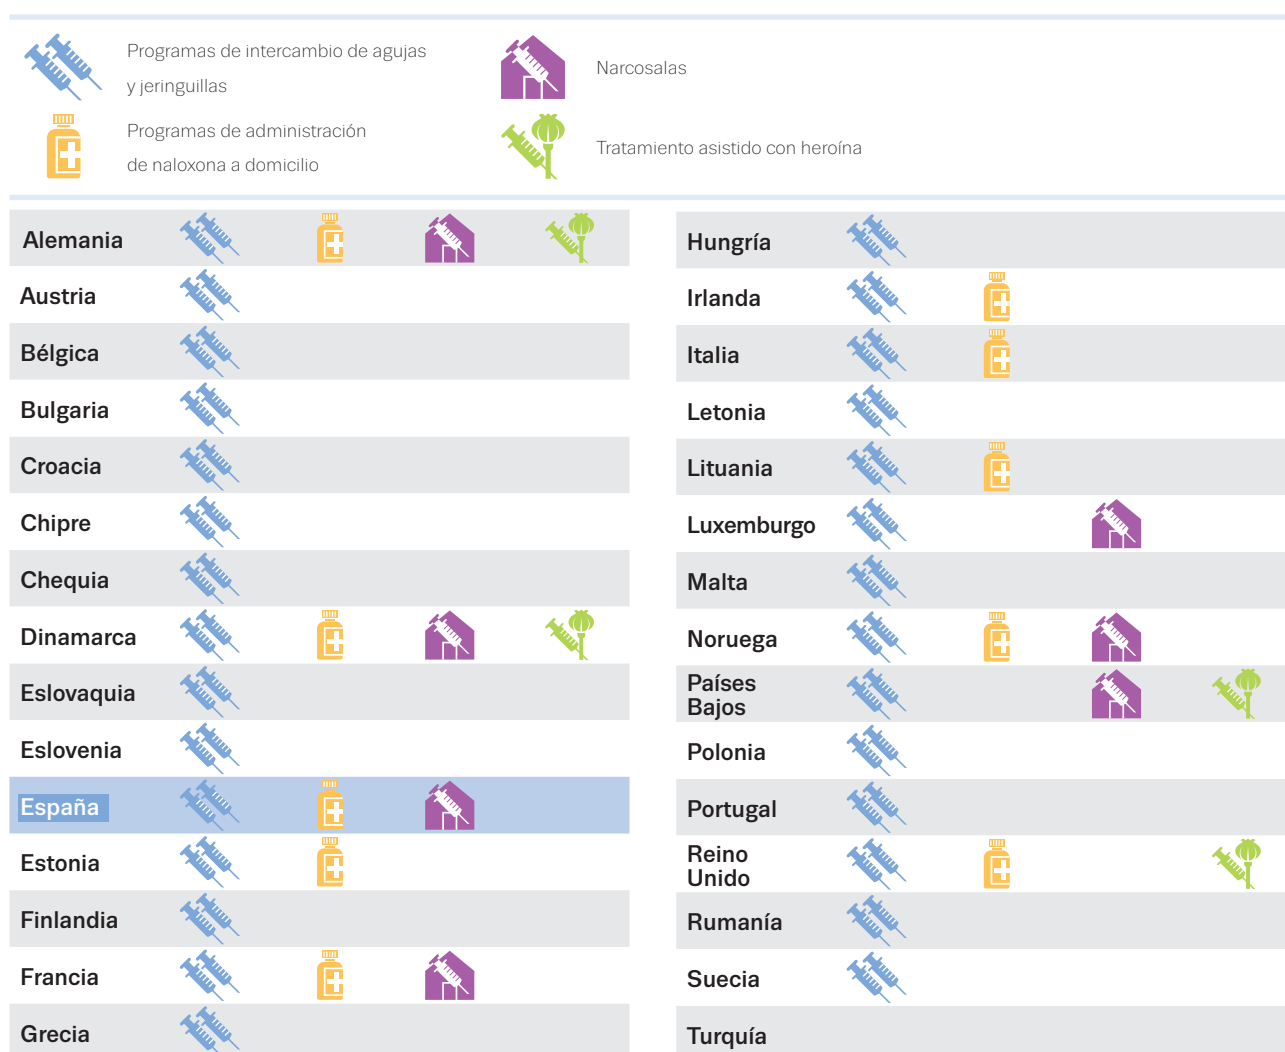 Programas de intercambio de agujas
y jeringuillas
Narcosalas
Programas de administración
de naloxona a domicilio
Tratamiento asistido con heroína
Alemania
Austria
Bélgica
Bulgaria
Croacia
Chipre
Chequia
Dinamarca
Eslovaquia
Eslovenia
España
Estonia
Finlandia
Francia
Grecia
Hungría
Irlanda
Italia
Letonia
Lituania
Luxemburgo
Malta
Noruega
Países
Bajos
Polonia
Portugal
Reino
Unido
Rumanía
Suecia
Turquía